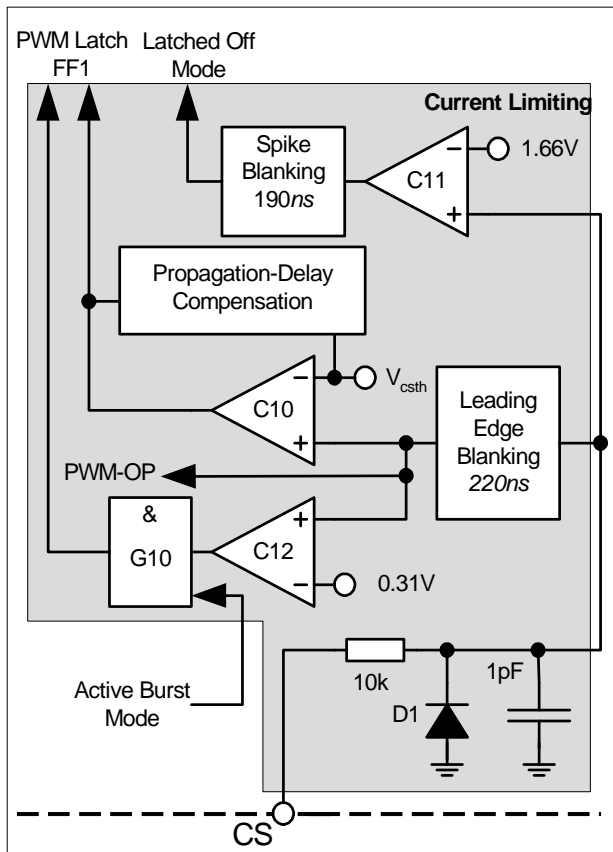 PWM Latch
FF1
Latched Off
Mode
Current Limiting
Spike
Blanking
190ns
C11
1.66V
Propagation-Delay
Compensation
Vcsth
C10
Leading
Edge
Blanking
220ns
PWM-OP
&
G10
C12
0.31V
Active Burst
Mode
10k
1pF
D1
CS